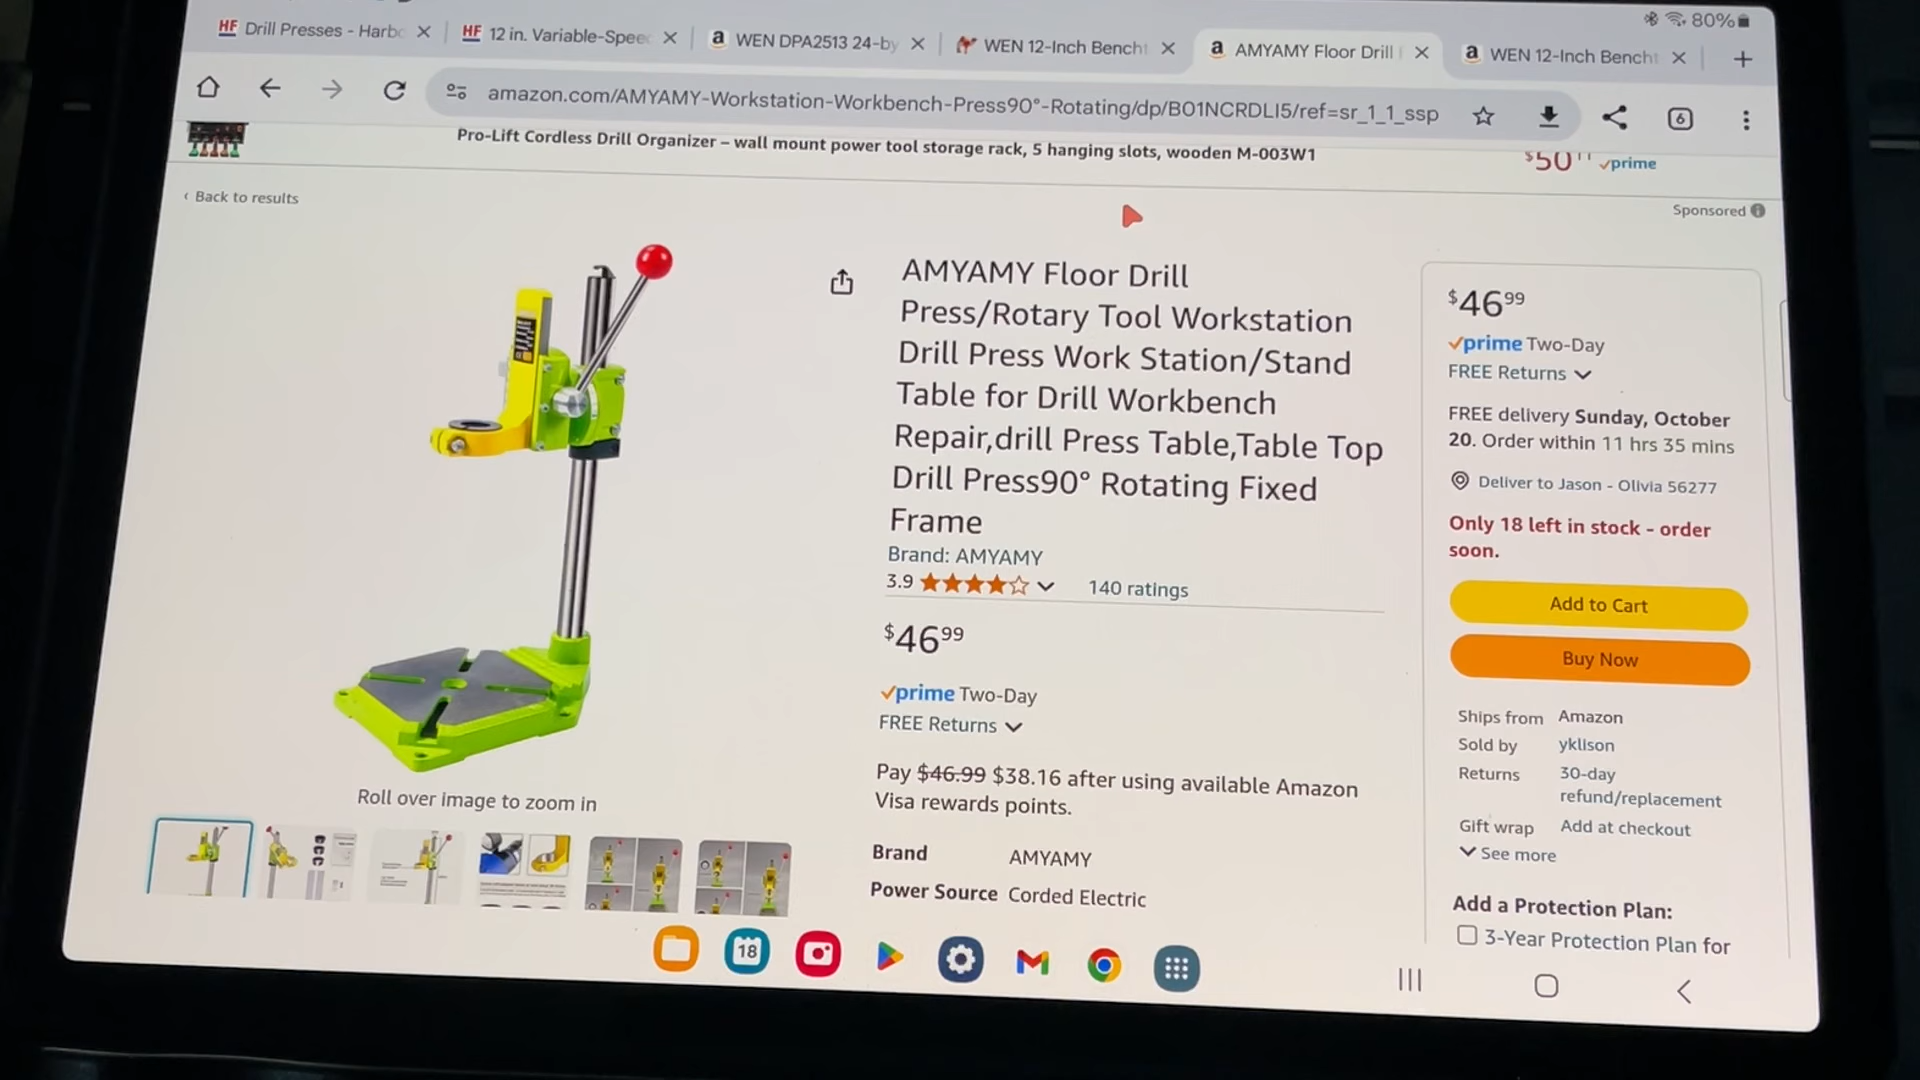 80%
HF Drill Presses - Harbo
HF 12 in. Variable-Speec
a WEN DPA2513 24-by
WEN 12-Inch Bencht
a AMYAMY Floor Drill
a WEN 12-Inch Bencht
amazon.com/AMYAMY-Workstation-Workbench-Press90°-Rotating/dp/B01NCRDLI5/ref=sr_1_1_ssp
6
Pro-Lift Cordless Drill Organizer – wall mount power tool storage rack, 5 hanging slots, wooden M-003W1
$50 11 prime
‹ Back to results
Sponsored
AMYAMY Floor Drill
Press/Rotary Tool Workstation
Drill Press Work Station/Stand
Table for Drill Workbench
Repair,drill Press Table,Table Top
Drill Press90° Rotating Fixed
Frame
Brand: AMYAMY
3.9 140 ratings
$46 99
prime Two-Day
FREE Returns
Pay $46.99 $38.16 after using available Amazon
Visa rewards points.
Brand AMYAMY
Power Source Corded Electric
Roll over image to zoom in
$46 99
prime Two-Day
FREE Returns
FREE delivery Sunday, October
20. Order within 11 hrs 35 mins
Deliver to Jason - Olivia 56277
Only 18 left in stock - order
soon.
Add to Cart
Buy Now
Ships from Amazon
Sold by yklison
Returns 30-day
refund/replacement
Gift wrap Add at checkout
See more
Add a Protection Plan:
3-Year Protection Plan for
18